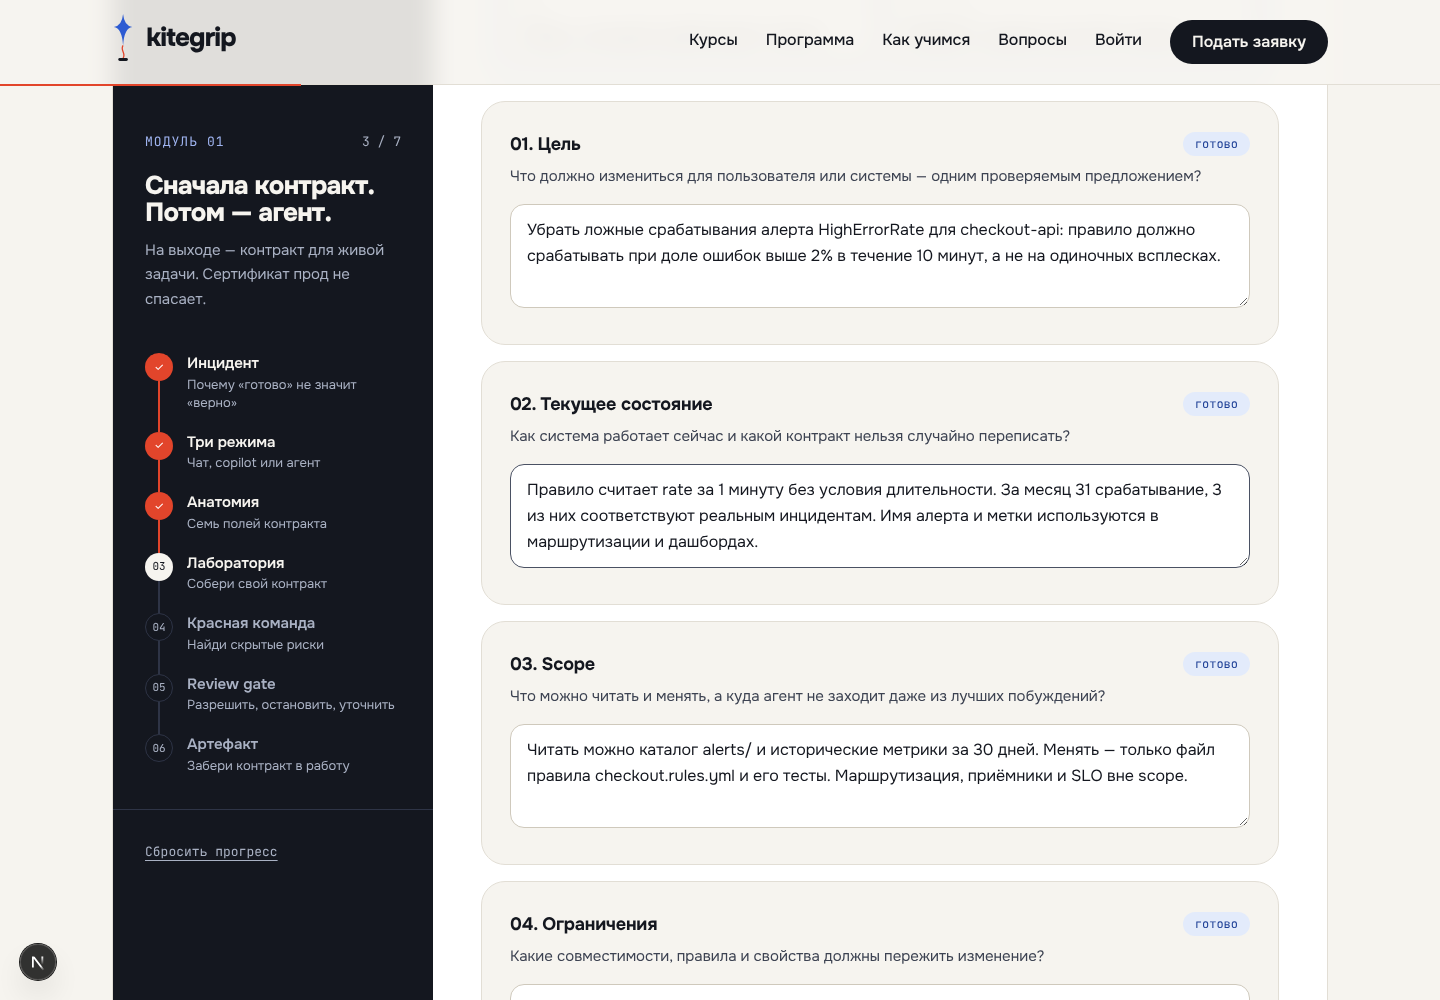 kitegrip
Курсы
Программа
Как учимся
Вопросы
Войти
Подать заявку
МОДУЛЬ 01
3 / 7
Сначала контракт.
Потом — агент.
На выходе — контракт для живой
задачи. Сертификат прод не
спасает.
Инцидент
Почему «готово» не значит
«верно»
Три режима
Чат, copilot или агент
Анатомия
Семь полей контракта
03
Лаборатория
Собери свой контракт
04
Красная команда
Найди скрытые риски
05
Review gate
Разрешить, остановить, уточнить
06
Артефакт
Забери контракт в работу
Сбросить прогресс
N
01. Цель
готово
Что должно измениться для пользователя или системы — одним проверяемым предложением?
Убрать ложные срабатывания алерта HighErrorRate для checkout-api: правило должно
срабатывать при доле ошибок выше 2% в течение 10 минут, а не на одиночных всплесках.
02. Текущее состояние
готово
Как система работает сейчас и какой контракт нельзя случайно переписать?
Правило считает rate за 1 минуту без условия длительности. За месяц 31 срабатывание, 3
из них соответствуют реальным инцидентам. Имя алерта и метки используются в
маршрутизации и дашбордах.
03. Scope
готово
Что можно читать и менять, а куда агент не заходит даже из лучших побуждений?
Читать можно каталог alerts/ и исторические метрики за 30 дней. Менять — только файл
правила checkout.rules.yml и его тесты. Маршрутизация, приёмники и SLO вне scope.
04. Ограничения
готово
Какие совместимости, правила и свойства должны пережить изменение?